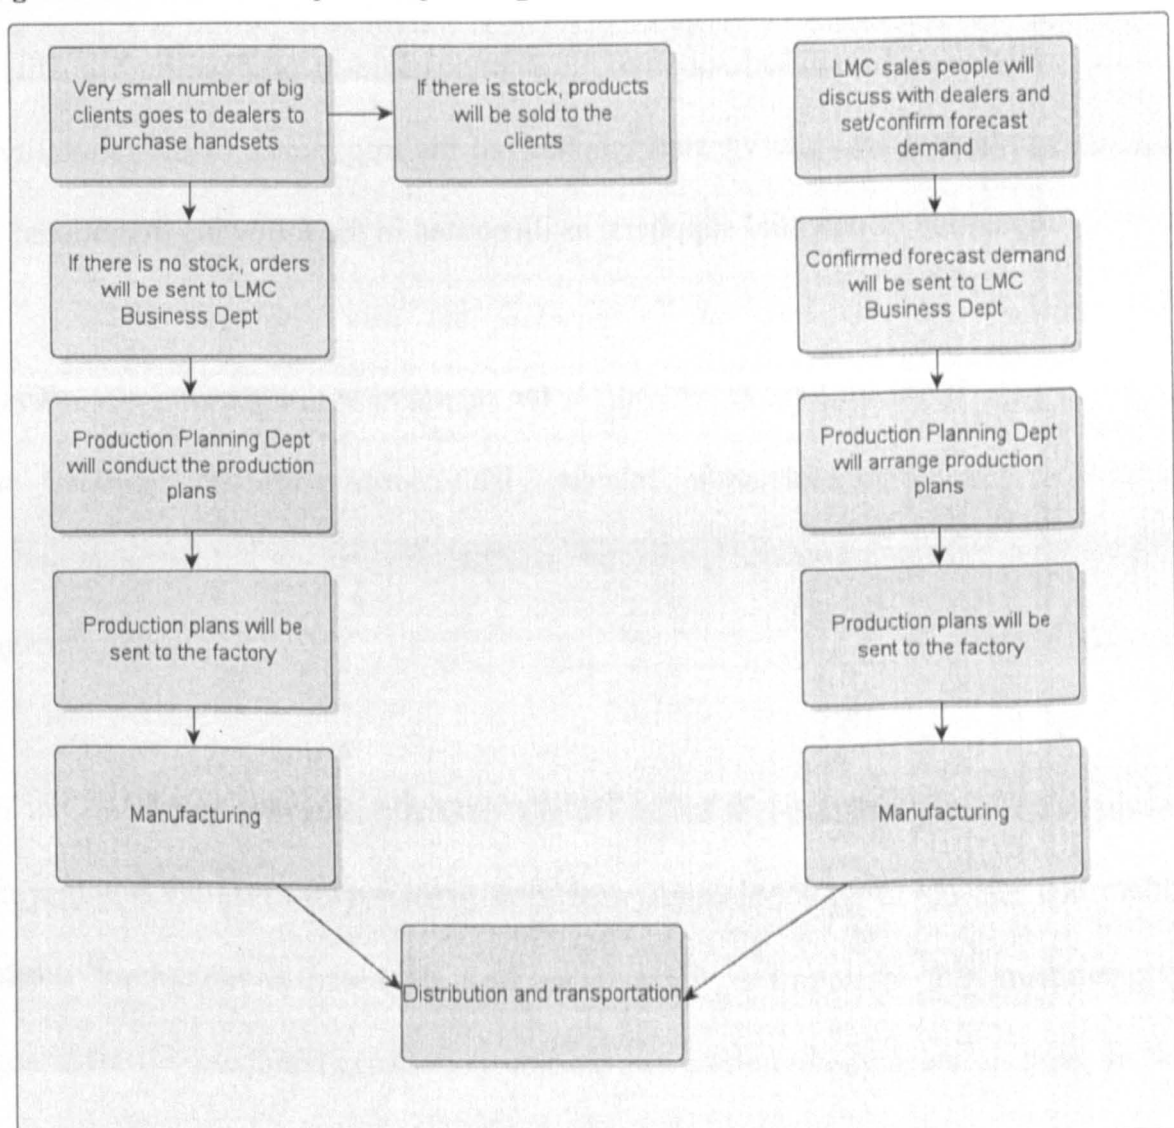 Very small number of big
clients goes to dealers to
purchase handsets
If there is stock, products
will be sold to the
clients
LMC sales people will
discuss with dealers and
set/confirm forecast
demand
If there is no stock, orders
will be sent to LMC
Business Dept
Confirmed forecast demand
will be sent to LMC
Business Dept
Production Planning Dept
will conduct the production
plans
Production Planning Dept
will arrange production
plans
Production plans will be
sent to the factory
Production plans will be
sent to the factory
Manufacturing
Manufacturing
Distribution and transportation